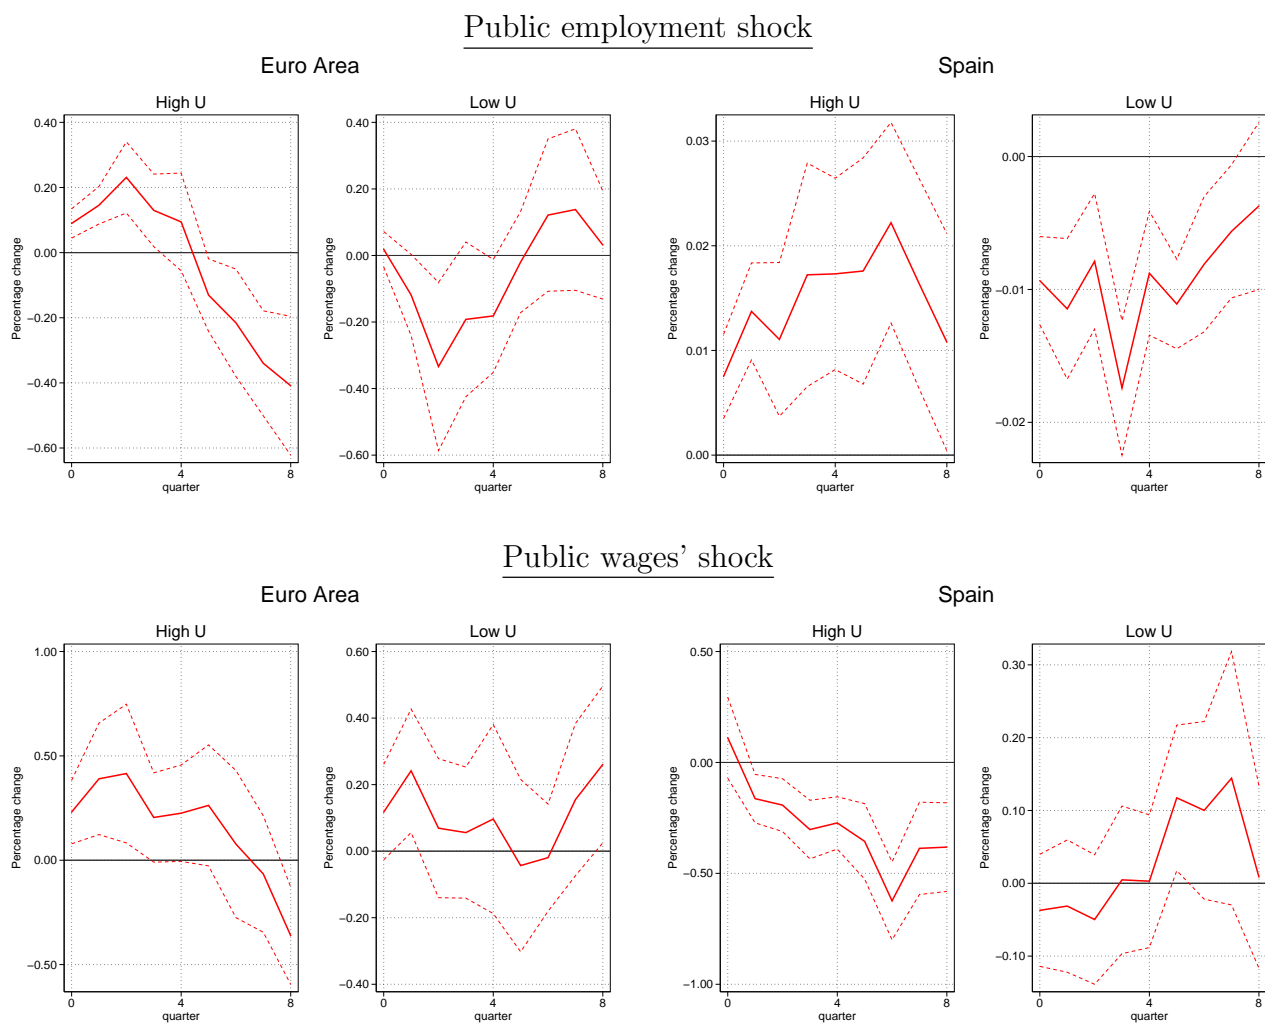 Public employment shock
Euro Area
Spain
High U
Low U
High U
Low U
Percentage change
0.40
0.20
0.00
−0.20
−0.40
−0.60
0
4
8
quarter
Percentage change
0.40
0.20
0.00
−0.20
−0.40
−0.60
0
4
8
quarter
Percentage change
0.03
0.02
0.01
0.00
0
4
8
quarter
Percentage change
0.00
−0.01
−0.02
0
4
8
quarter
Public wages’ shock
Euro Area
Spain
High U
Low U
High U
Low U
Percentage change
1.00
0.50
0.00
−0.50
0
4
8
quarter
Percentage change
0.60
0.40
0.20
0.00
−0.20
−0.40
0
4
8
quarter
Percentage change
0.50
0.00
−0.50
−1.00
0
4
8
quarter
Percentage change
0.30
0.20
0.10
0.00
−0.10
0
4
8
quarter